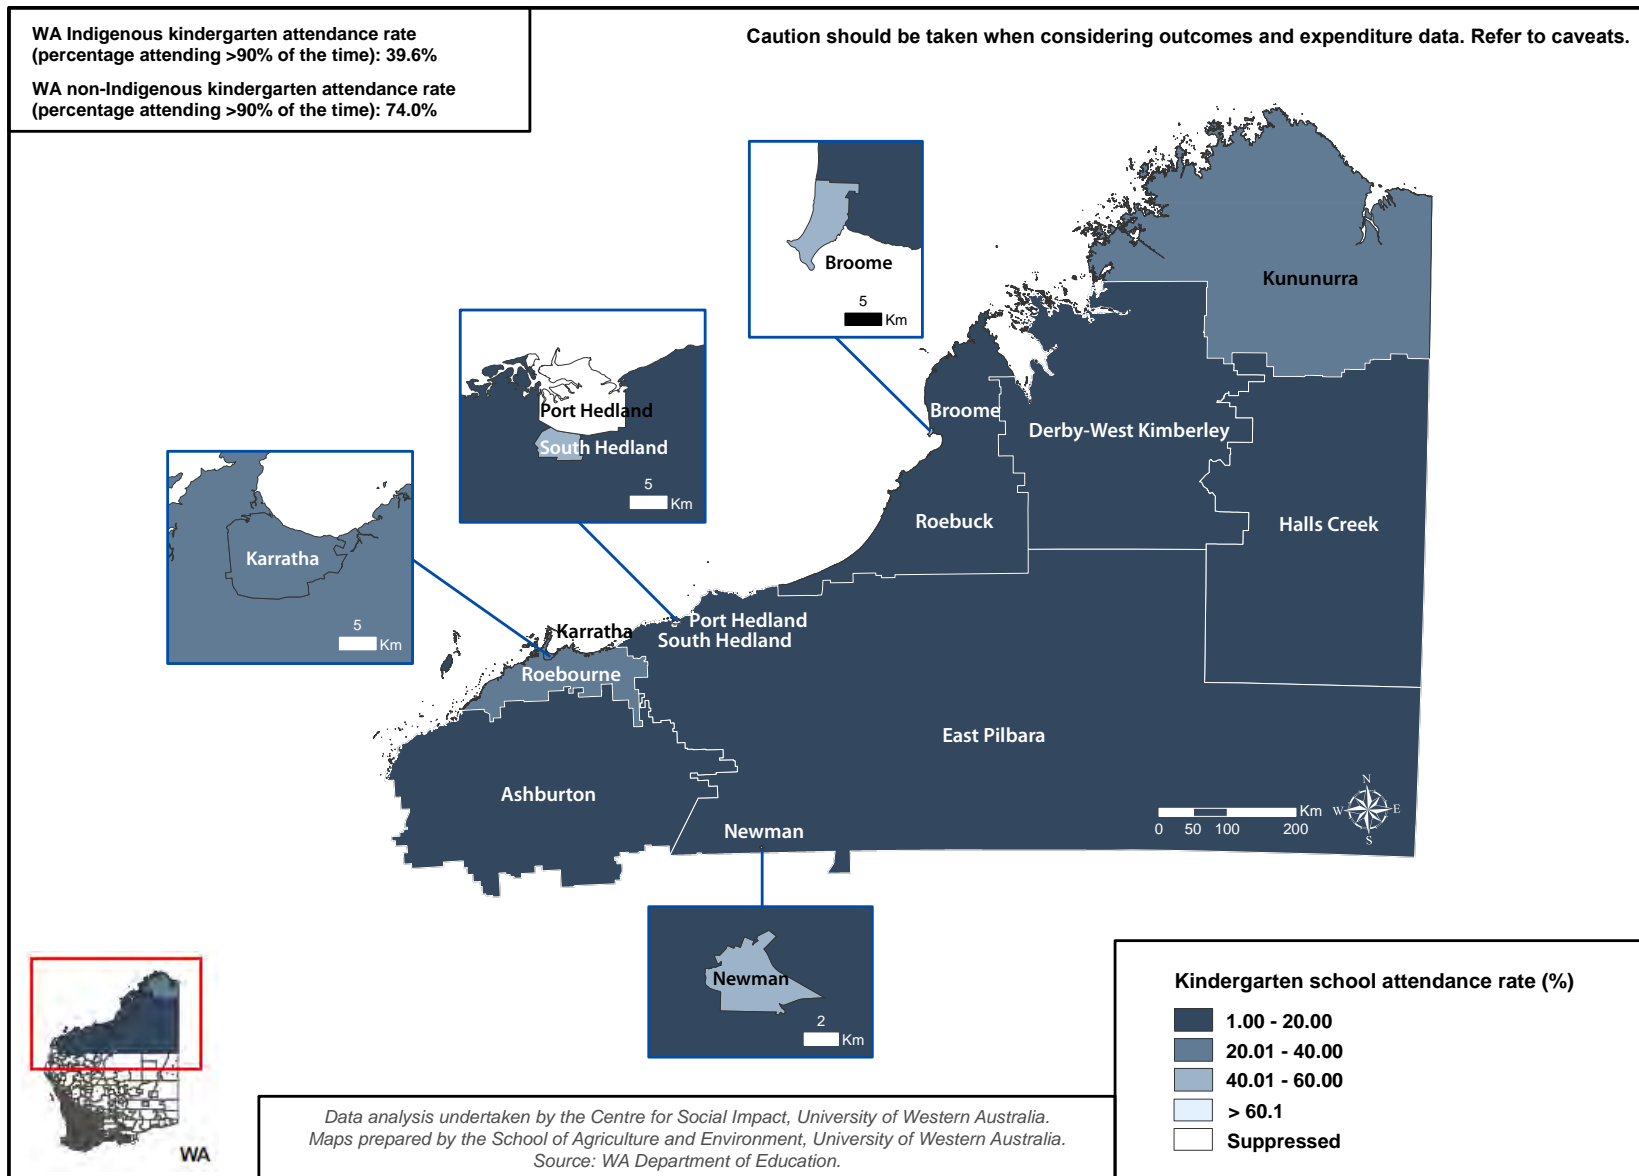 WA Indigenous kindergarten attendance rate
(percentage attending >90% of the time): 39.6%
WA non-Indigenous kindergarten attendance rate
(percentage attending >90% of the time): 74.0%
Caution should be taken when considering outcomes and expenditure data. Refer to caveats.
Broome
5
Km
Kununurra
Port Hedland
South Hedland
5
Km
Broome
Derby-West Kimberley
Roebuck
Halls Creek
Karratha
5
Km
Port Hedland
South Hedland
Karratha
Roebourne
East Pilbara
Ashburton
Newman
Km
0 50 100 200
N
W E
S
Newman
2
Km
WA
Kindergarten school attendance rate (%)
1.00 - 20.00
20.01 - 40.00
40.01 - 60.00
> 60.1
Suppressed
Data analysis undertaken by the Centre for Social Impact, University of Western Australia.
Maps prepared by the School of Agriculture and Environment, University of Western Australia.
Source: WA Department of Education.